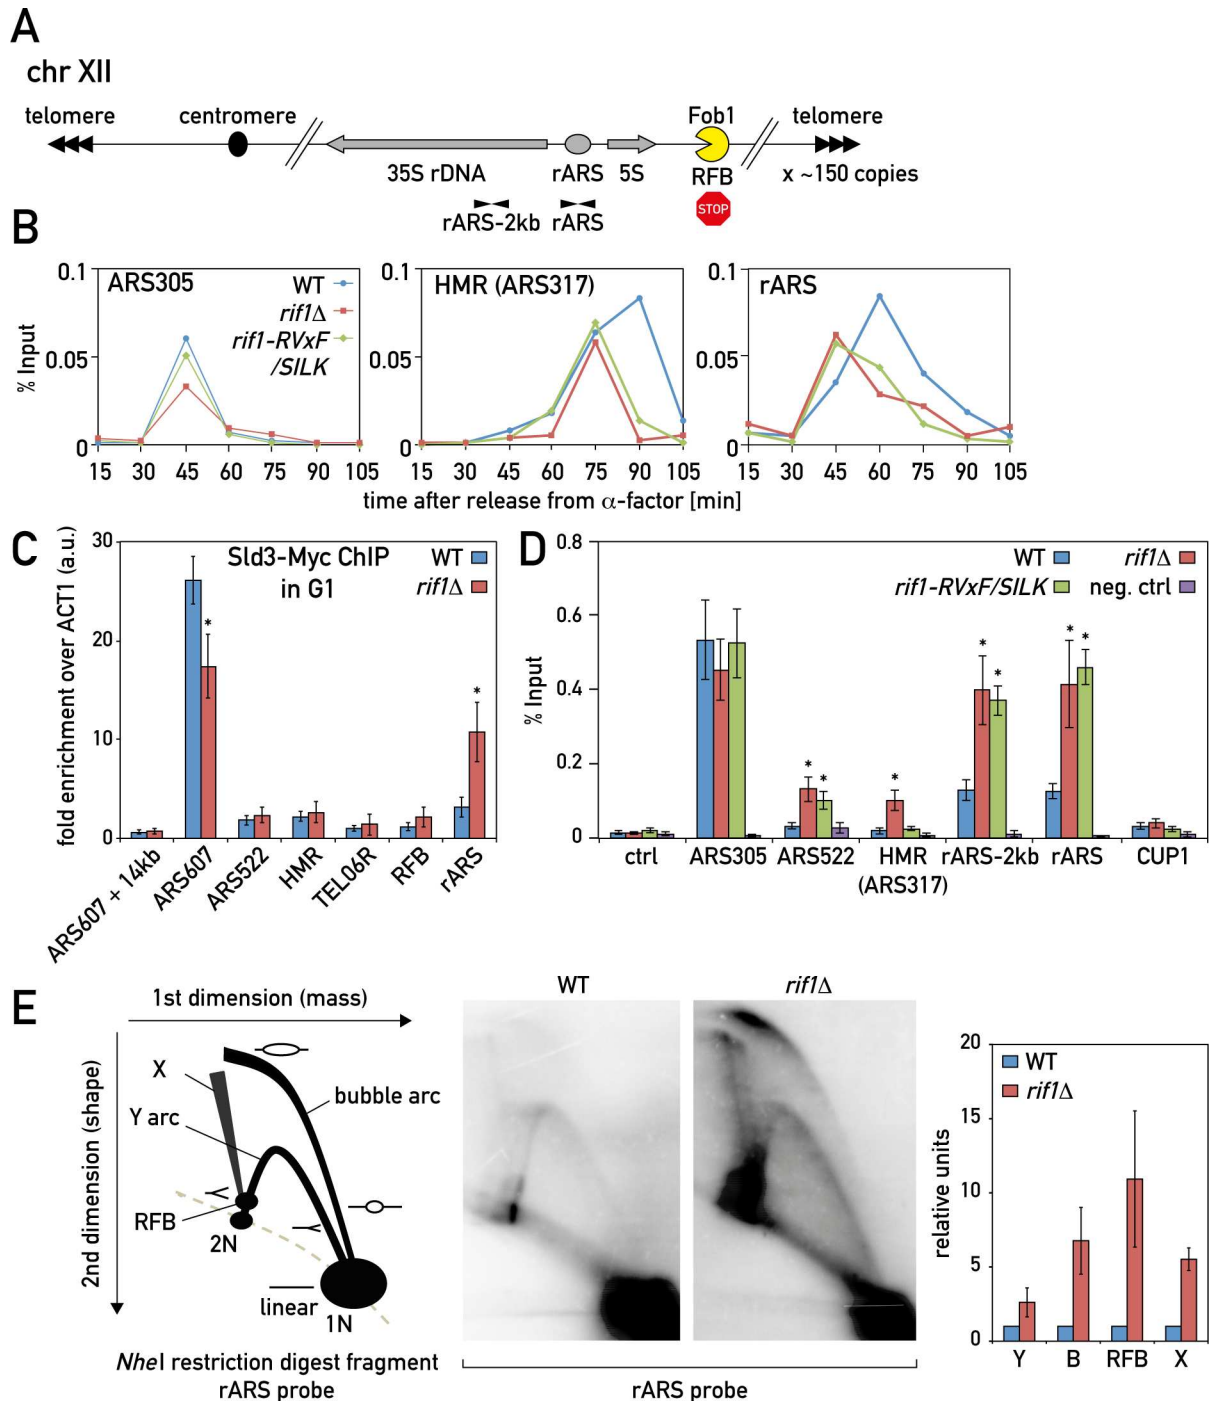 A
chr XII
telomere centromere Fob1 telomere
35S rDNA rARS 5S RFB x ~150 copies
rARS-2kb rARS STOP
B
0.1 ARS305 0.1 HMR (ARS317) 0.1 rARS
WT
rif1Δ
rif1-RVxF
/SILK
% Input
0.05 0.05 0.05
0 0 0
15 30 45 60 75 90 105 15 30 45 60 75 90 105 15 30 45 60 75 90 105
time after release from α-factor [min]
C
fold enrichment over ACT1 (a.u.)
30
20
10
0
Sld3-Myc ChIP
in G1
WT
rif1Δ
*
*
ARS607 + 14kb
ARS607
ARS522
HMR
TEL06R
RFB
rARS
D
% Input
0.8
0.6
0.4
0.2
0
WT rif1Δ
rif1-RVxF/SILK neg. ctrl
* * * * * * *
ctrl ARS305 ARS522 HMR rARS-2kb rARS CUP1
(ARS317)
E
1st dimension (mass)
2nd dimension (shape)
X
Y arc
bubble arc
RFB
2N
linear
1N
NheI restriction digest fragment
rARS probe
WT rif1Δ
rARS probe
relative units
20
15
10
5
0
WT
rif1Δ
Y B RFB X